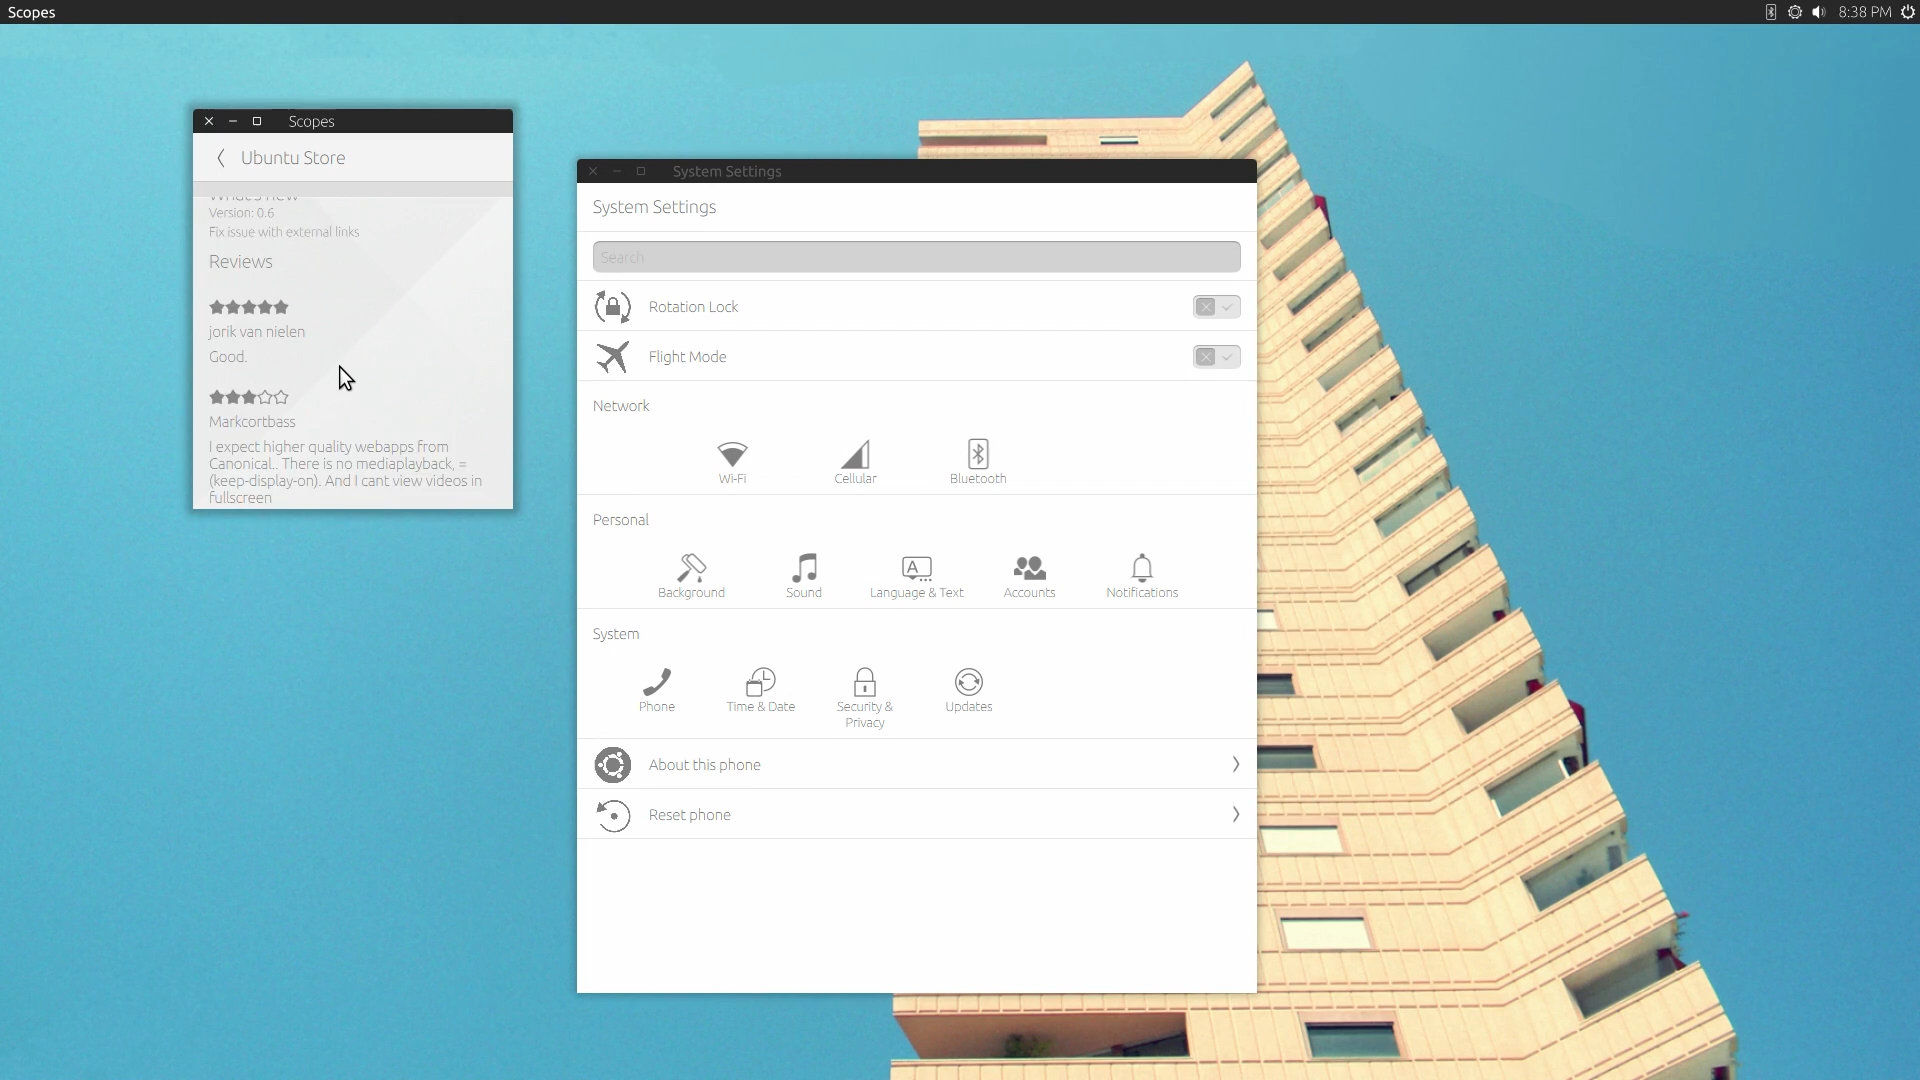 Scopes
8:38 PM
Scopes
Ubuntu Store
What's new
Version: 0.6
Fix issue with external links
Reviews
jorik van nielen
Good.
Markcortbass
I expect higher quality webapps from
Canonical.. There is no mediaplayback, =
(keep-display-on). And I cant view videos in
fullscreen
System Settings
System Settings
Search
Rotation Lock
Flight Mode
Network
Wi-Fi
Cellular
Bluetooth
Personal
Background
Sound
Language & Text
Accounts
Notifications
System
Phone
Time & Date
Security &
Privacy
Updates
About this phone
Reset phone